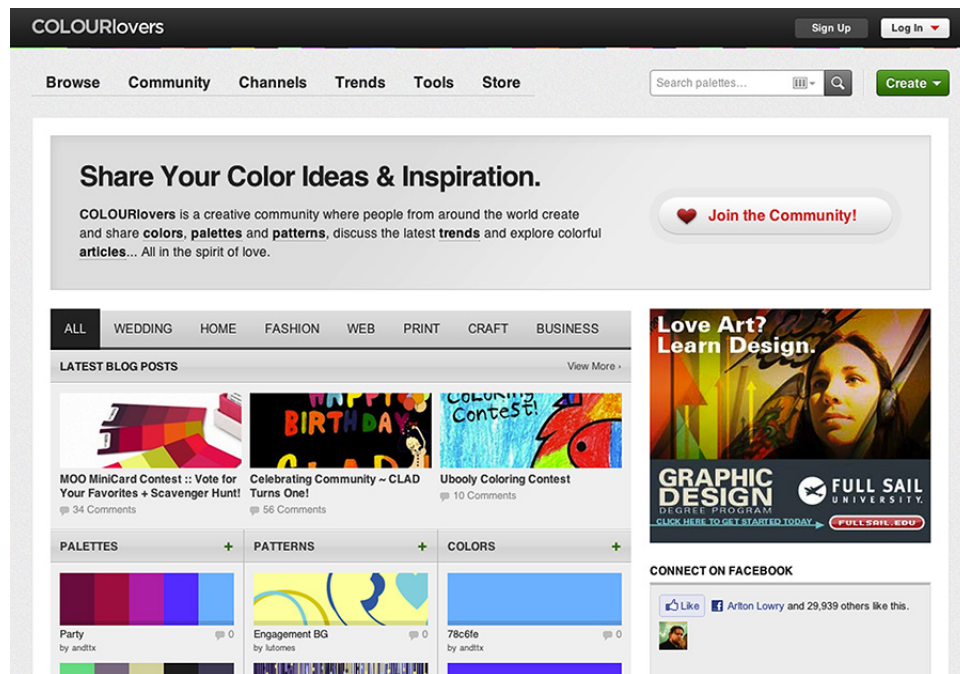 COLOURlovers
Sign Up
Log In
Browse
Community
Channels
Trends
Tools
Store
Search palettes...
Create
Share Your Color Ideas & Inspiration.
COLOURlovers is a creative community where people from around the world create
and share colors, palettes and patterns, discuss the latest trends and explore colorful
articles... All in the spirit of love.
Join the Community!
ALL
WEDDING
HOME
FASHION
WEB
PRINT
CRAFT
BUSINESS
LATEST BLOG POSTS
View More ›
HAPPY
BIRTHDAY
CLAD
COLORING
Contest!
MOO MiniCard Contest :: Vote for
Your Favorites + Scavenger Hunt!
34 Comments
Celebrating Community ~ CLAD
Turns One!
56 Comments
Ubooly Coloring Contest
10 Comments
Love Art?
Learn Design.
GRAPHIC
DESIGN
DEGREE PROGRAM
CLICK HERE TO GET STARTED TODAY
FULL SAIL
UNIVERSITY.
FULLSAIL.EDU
PALETTES +
PATTERNS +
COLORS +
Party
0
by andttx
Engagement BG
0
by lutomes
78c6fe
0
by andttx
CONNECT ON FACEBOOK
Like
Arlton Lowry and 29,939 others like this.